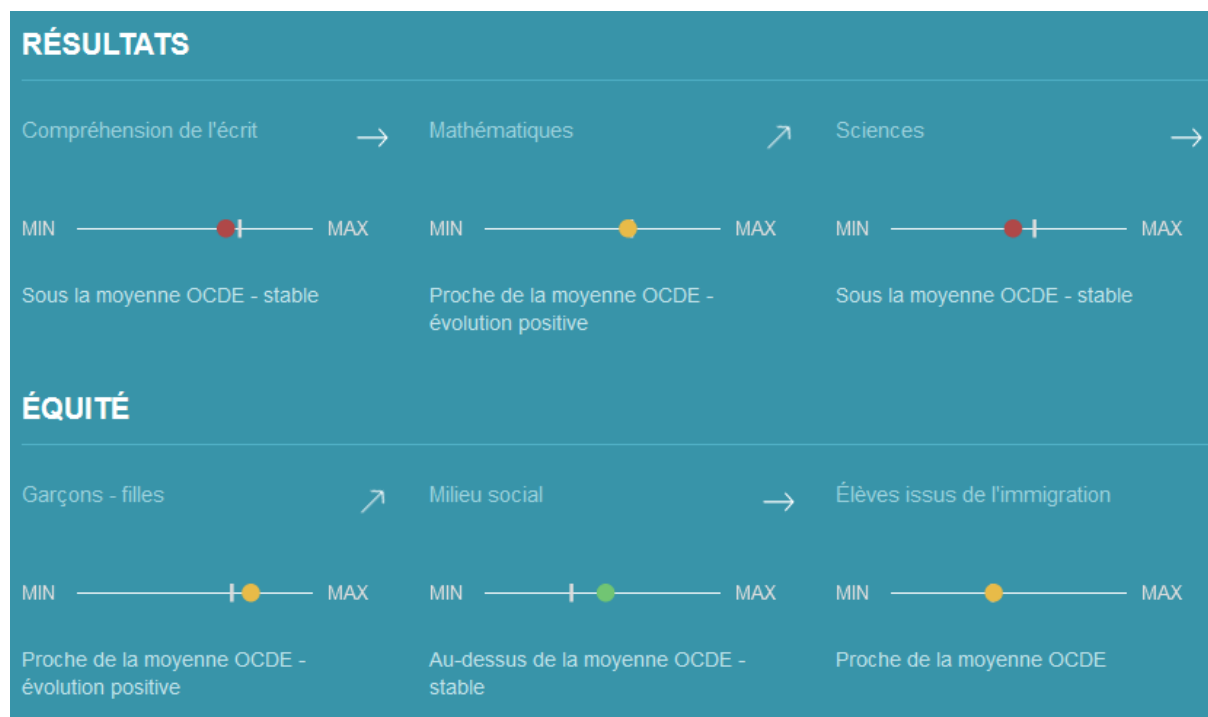 RÉSULTATS
Compréhension de l'écrit
Mathématiques
Sciences
MIN MAX
MIN MAX
MIN MAX
Sous la moyenne OCDE - stable
Proche de la moyenne OCDE -
évolution positive
Sous la moyenne OCDE - stable
ÉQUITÉ
Garçons - filles
Milieu social
Élèves issus de l'immigration
MIN MAX
MIN MAX
MIN MAX
Proche de la moyenne OCDE -
évolution positive
Au-dessus de la moyenne OCDE -
stable
Proche de la moyenne OCDE